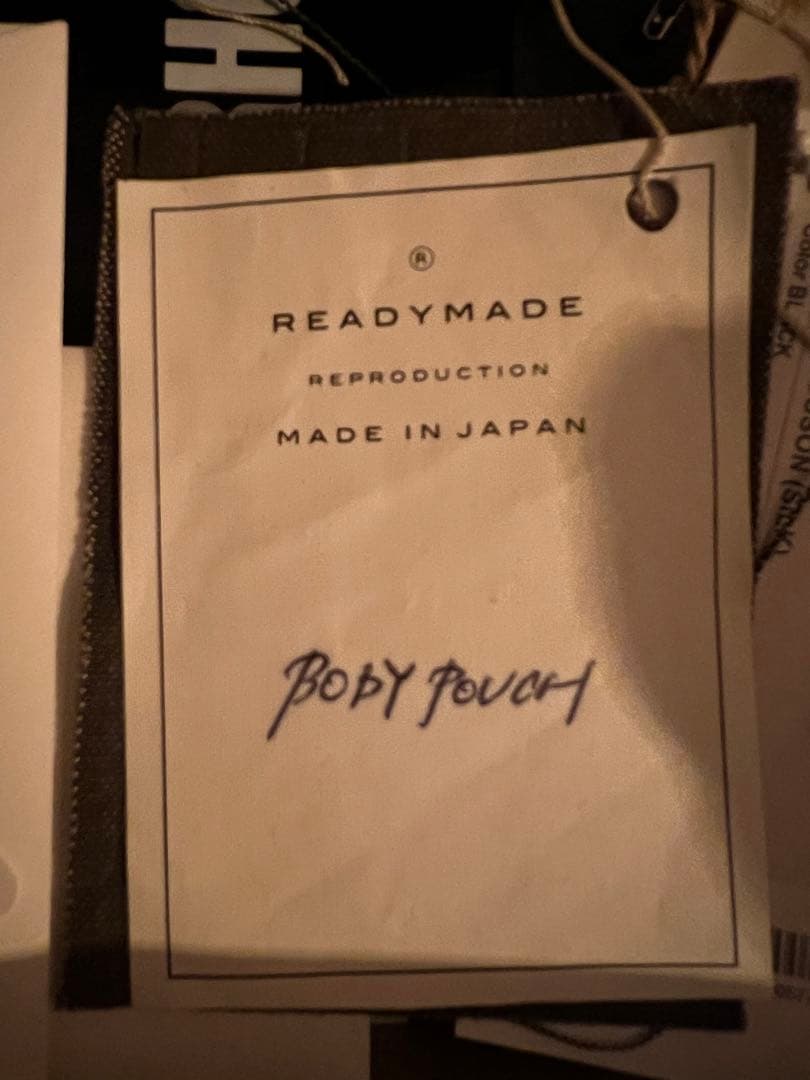 ®
READYMADE
REPRODUCTION
MADE IN JAPAN
BODY POUCH